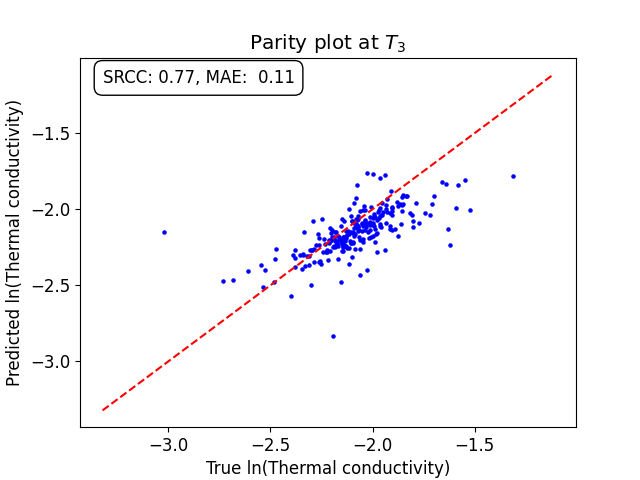 Parity plot at T₃
SRCC: 0.77, MAE:  0.11
Predicted ln(Thermal conductivity)
−1.5
−2.0
−2.5
−3.0
−3.0 −2.5 −2.0 −1.5
True ln(Thermal conductivity)